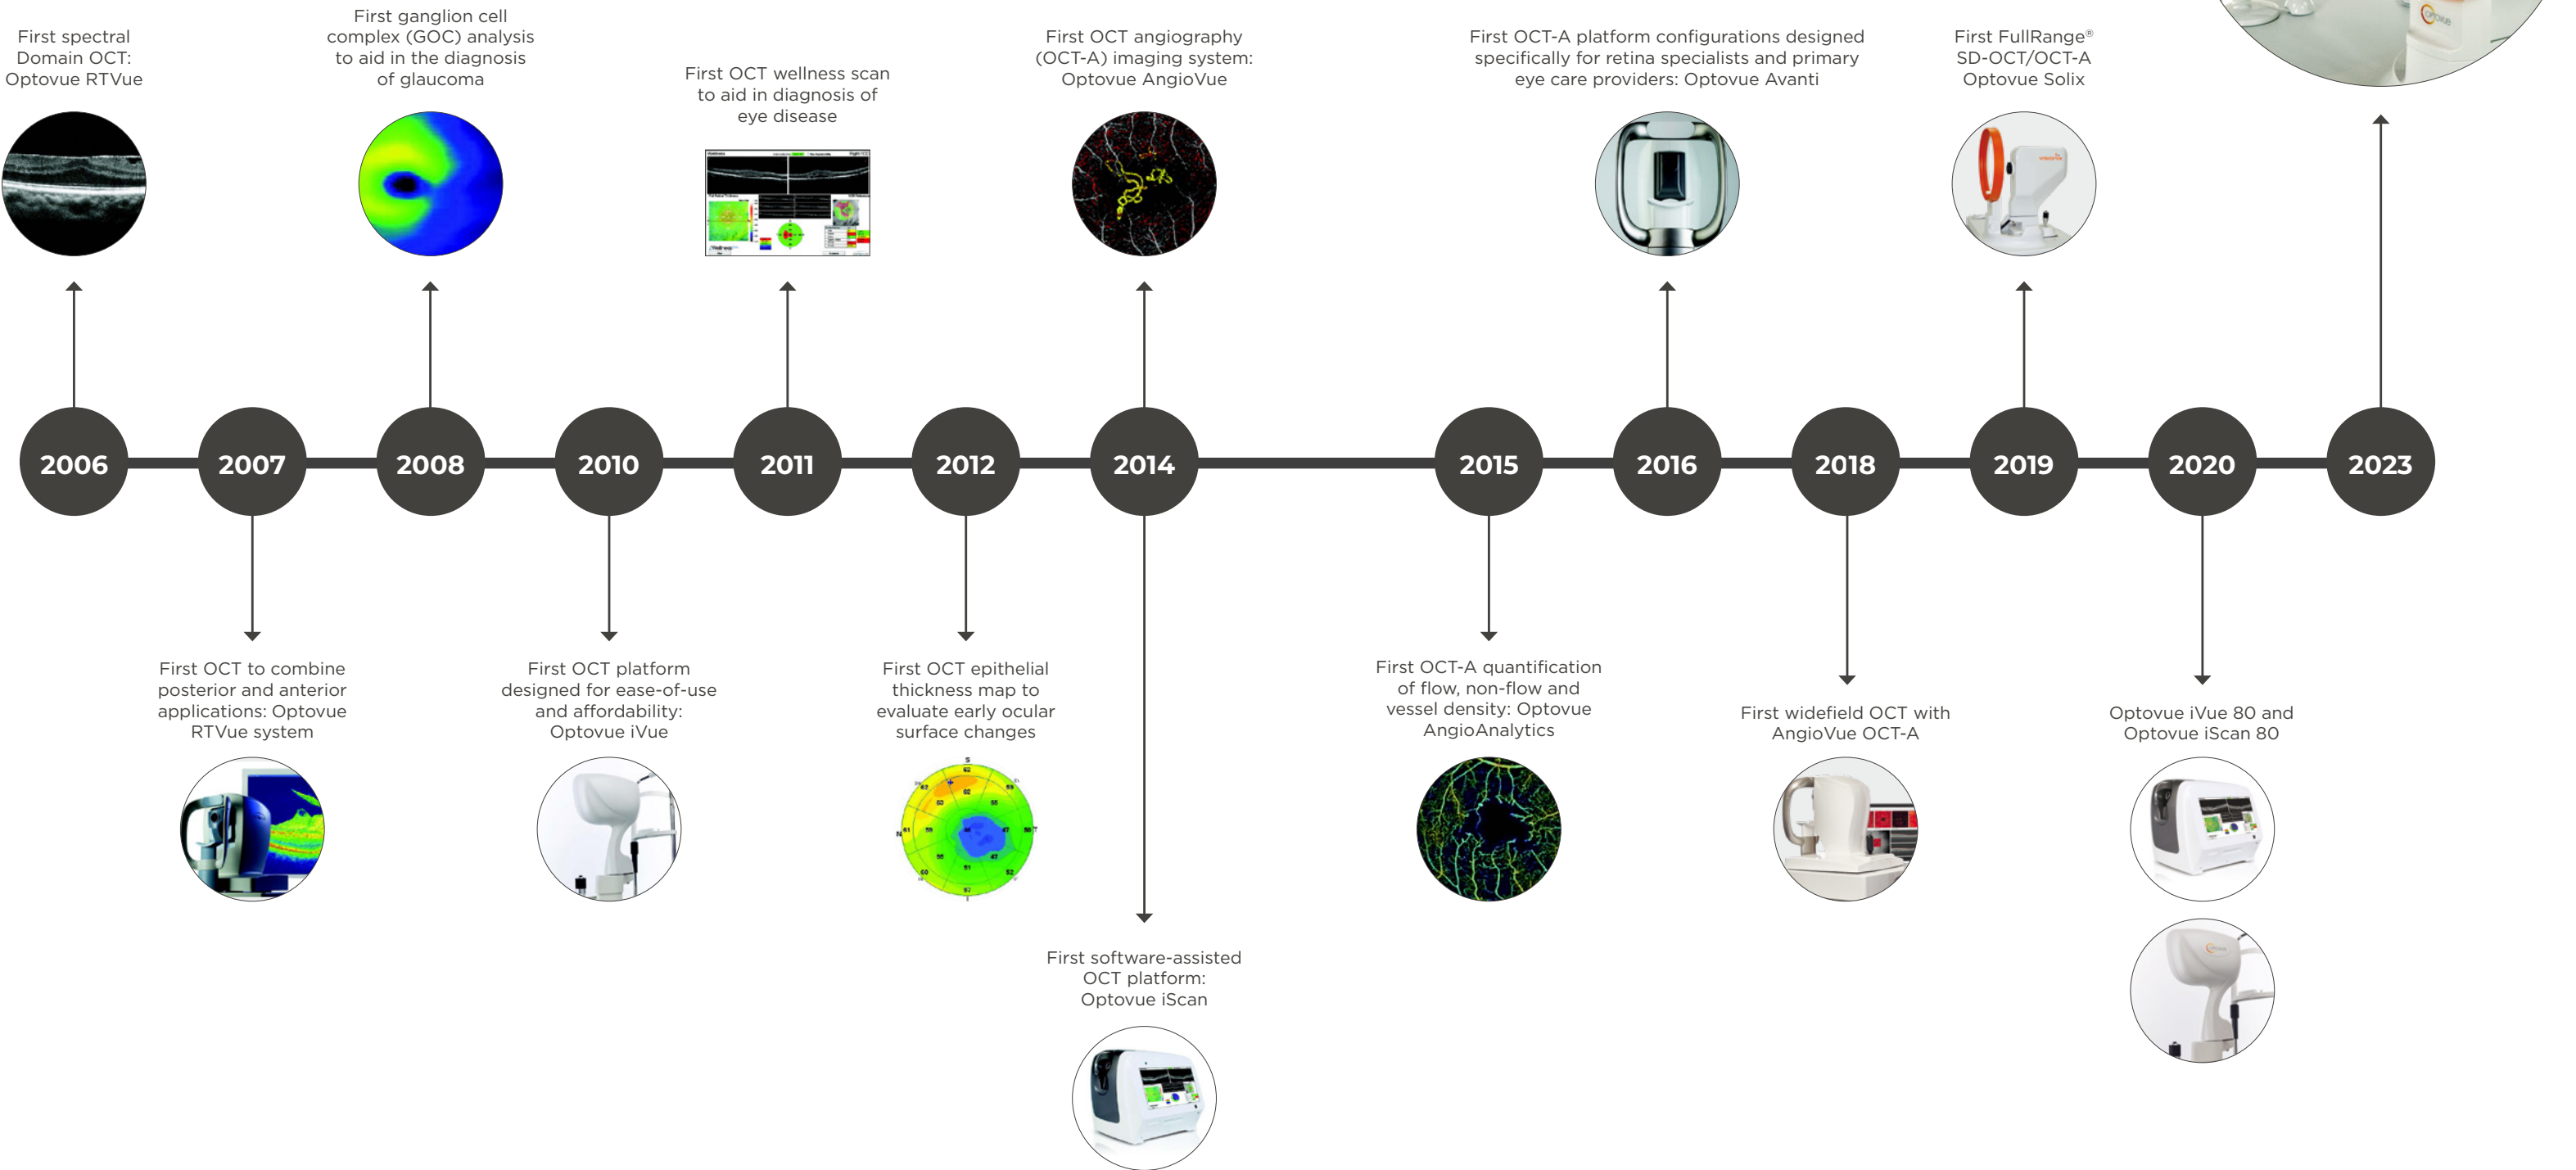 First spectral
Domain OCT:
Optovue RTVue
First ganglion cell
complex (GOC) analysis
to aid in the diagnosis
of glaucoma
First OCT wellness scan
to aid in diagnosis of
eye disease
First OCT angiography
(OCT-A) imaging system:
Optovue AngioVue
First OCT-A platform configurations designed
specifically for retina specialists and primary
eye care providers: Optovue Avanti
First FullRange®
SD-OCT/OCT-A
Optovue Solix
optovue
2006
2007
2008
2010
2011
2012
2014
2015
2016
2018
2019
2020
2023
First OCT to combine
posterior and anterior
applications: Optovue
RTVue system
First OCT platform
designed for ease-of-use
and affordability:
Optovue iVue
First OCT epithelial
thickness map to
evaluate early ocular
surface changes
First OCT-A quantification
of flow, non-flow and
vessel density: Optovue
AngioAnalytics
First widefield OCT with
AngioVue OCT-A
Optovue iVue 80 and
Optovue iScan 80
First software-assisted
OCT platform:
Optovue iScan